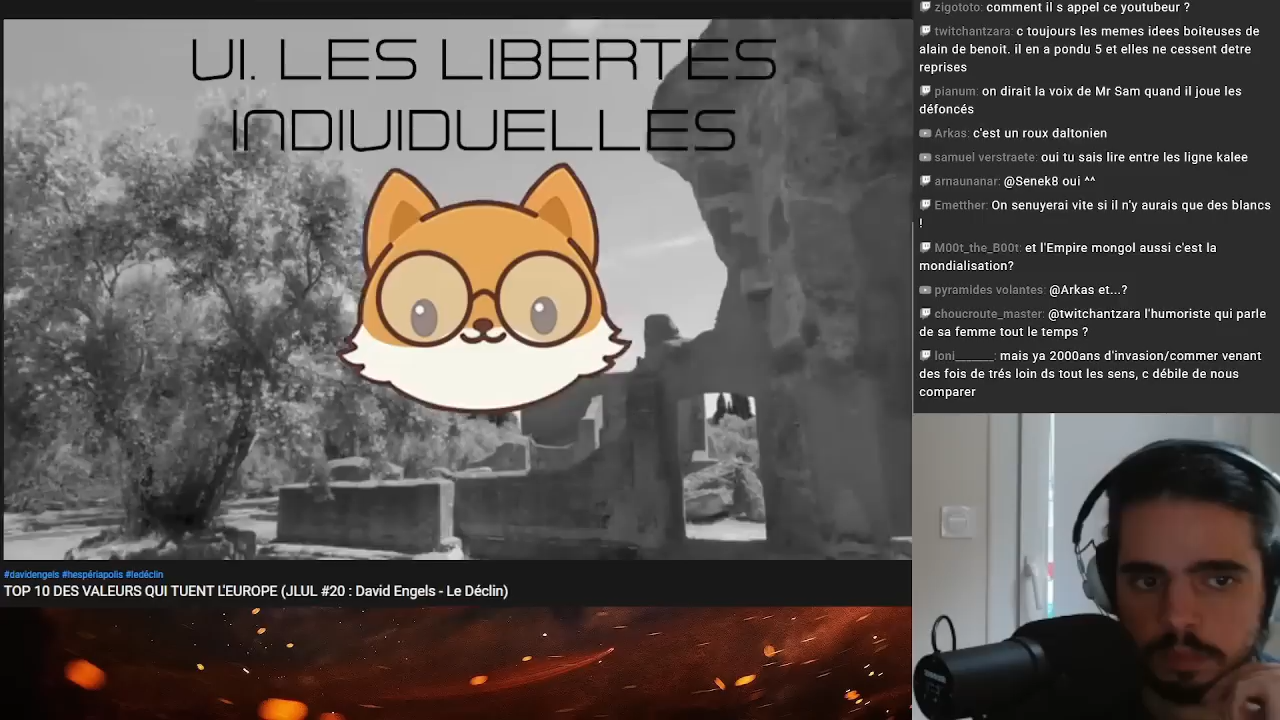 VI. LES LIBERTES
INDIVIDUELLES
#davidengels #hespériapolis #ledéclin
TOP 10 DES VALEURS QUI TUENT L'EUROPE (JLUL #20 : David Engels - Le Déclin)
zigototo: comment il s appel ce youtubeur ?
twitchantzara: c toujours les memes idees boiteuses de
alain de benoit. il en a pondu 5 et elles ne cessent detre
reprises
pianum: on dirait la voix de Mr Sam quand il joue les
défoncés
Arkas: c'est un roux daltonien
samuel verstraete: oui tu sais lire entre les ligne kalee
arnaunanar: @Senek8 oui ^^
Emetther: On senuyerai vite si il n'y aurais que des blancs
!
M00t_the_B00t: et l'Empire mongol aussi c'est la
mondialisation?
pyramides volantes: @Arkas et...?
choucroute_master: @twitchantzara l'humoriste qui parle
de sa femme tout le temps ?
loni______: mais ya 2000ans d'invasion/commer venant
des fois de trés loin ds tout les sens, c débile de nous
comparer